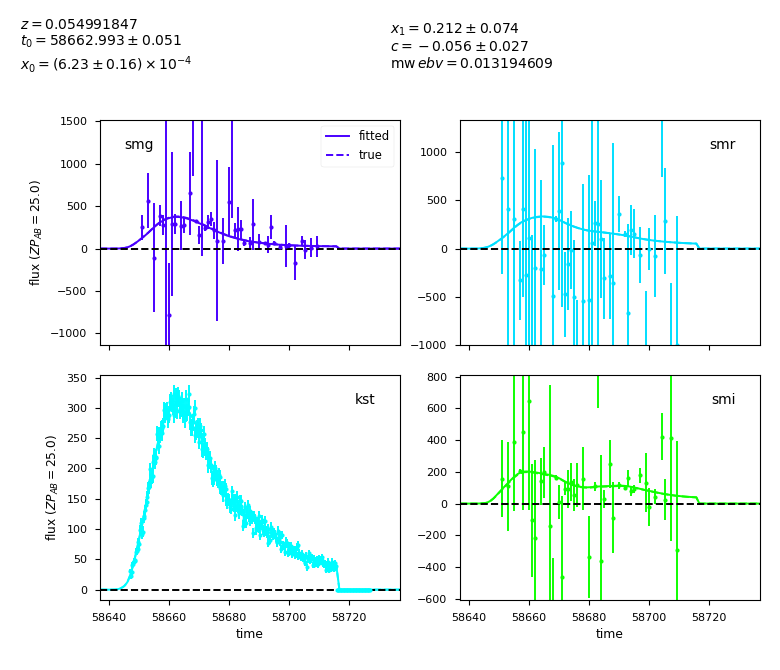 z = 0.054991847
t₀ = 58662.993 ± 0.051
x₀ = (6.23 ± 0.16) × 10⁻⁴
x₁ = 0.212 ± 0.074
c = −0.056 ± 0.027
mw ebv = 0.013194609
1500
1000
500
0
−500
−1000
flux (ZP_AB = 25.0)
smg
fitted
true
1000
500
0
−500
−1000
smr
350
300
250
200
150
100
50
0
flux (ZP_AB = 25.0)
kst
58640 58660 58680 58700 58720
time
800
600
400
200
0
−200
−400
−600
smi
58640 58660 58680 58700 58720
time